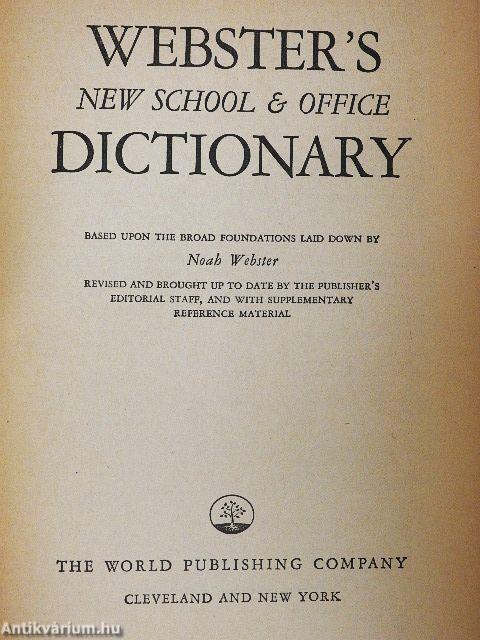 WEBSTER'S
NEW SCHOOL & OFFICE
DICTIONARY
BASED UPON THE BROAD FOUNDATIONS LAID DOWN BY
Noah Webster
REVISED AND BROUGHT UP TO DATE BY THE PUBLISHER'S
EDITORIAL STAFF, AND WITH SUPPLEMENTARY
REFERENCE MATERIAL
THE WORLD PUBLISHING COMPANY
CLEVELAND AND NEW YORK
Antikvárium.hu